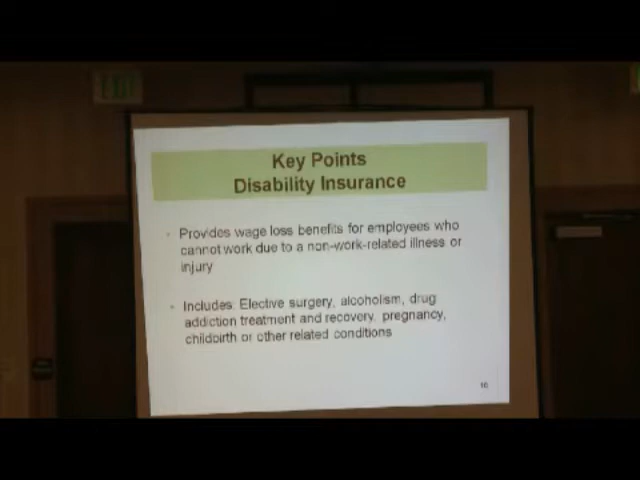 EXIT
Key Points
Disability Insurance
• Provides wage loss benefits for employees who
cannot work due to a non-work-related illness or
injury
• Includes: Elective surgery, alcoholism, drug
addiction treatment and recovery, pregnancy,
childbirth or other related conditions